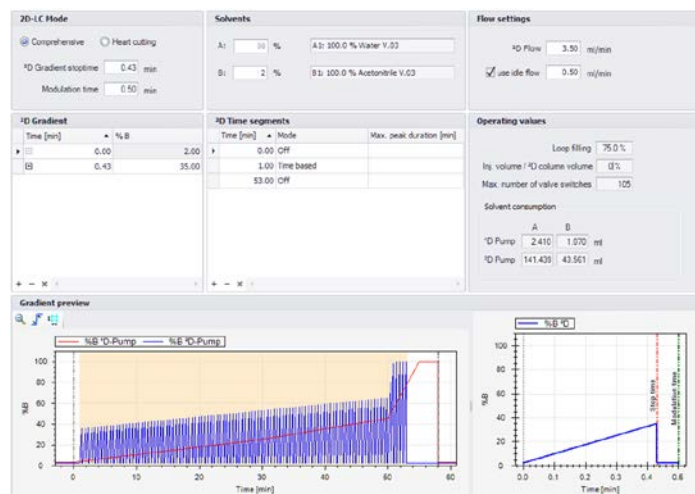 2D-LC Mode
Comprehensive
Heart cutting
²D Gradient stoptime 0.43 min
Modulation time 0.50 min
Solvents
A: % A1: 100.0 % Water V.03
B: 2 % B1: 100.0 % Acetonitrile V.03
Flow settings
²D Flow 3.50 ml/min
use idle flow 0.50 ml/min
²D Gradient
Time [min] %B
0.00 2.00
0.43 35.00
²D Time segments
Time [min] Mode Max. peak duration [min]
0.00 Off
1.00 Time based
53.00 Off
Operating values
Loop filling 75.0 %
Inj. volume / ²D column volume %
Max. number of valve switches 105
Solvent consumption
A B
¹D Pump 2.410 1.070 ml
²D Pump 141.439 43.561 ml
Gradient preview
%B ¹D-Pump %B ²D-Pump
%B
100
80
60
40
20
0
0 10 20 30 40 50 60
Time [min]
%B ²D
%B
100
80
60
40
20
0
Stop time
Modulation time
0.0 0.1 0.2 0.3 0.4 0.6
Time [min]